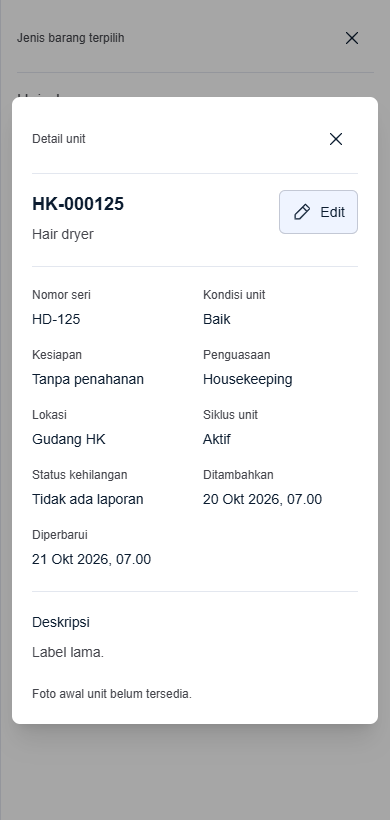 Jenis barang terpilih
Detail unit
HK-000125
Edit
Hair dryer
Nomor seri
Kondisi unit
HD-125
Baik
Kesiapan
Penguasaan
Tanpa penahanan
Housekeeping
Lokasi
Siklus unit
Gudang HK
Aktif
Status kehilangan
Ditambahkan
Tidak ada laporan
20 Okt 2026, 07.00
Diperbarui
21 Okt 2026, 07.00
Deskripsi
Label lama.
Foto awal unit belum tersedia.